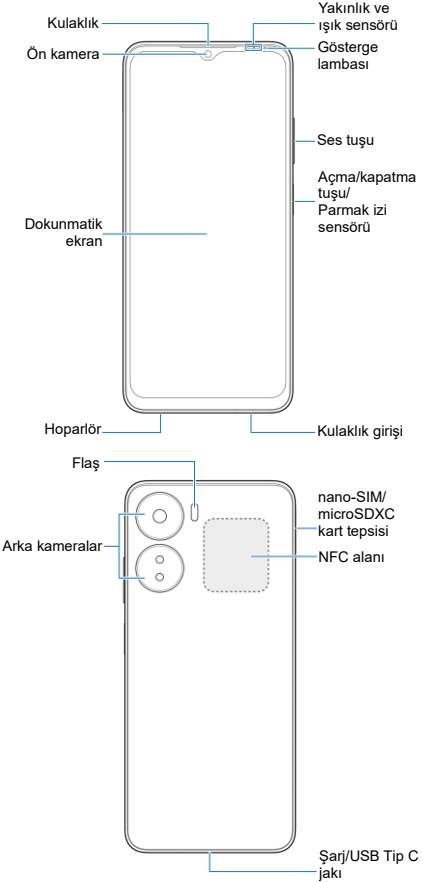 Kulaklık
Yakınlık ve
ışık sensörü
Ön kamera
Gösterge
lambası
Ses tuşu
Açma/kapatma
tuşu/
Parmak izi
sensörü
Dokunmatik
ekran
Hoparlör
Kulaklık girişi
Flaş
nano-SIM/
microSDXC
kart tepsisi
Arka kameralar
NFC alanı
Şarj/USB Tip C
jakı